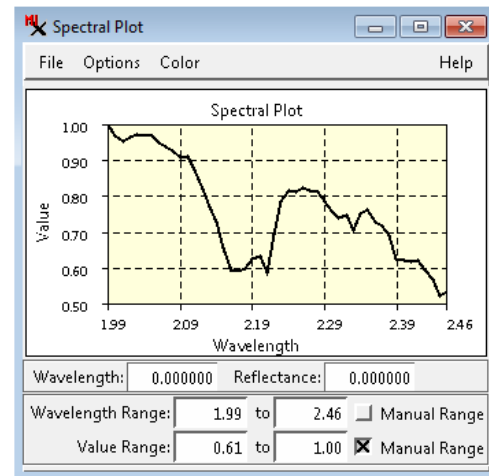 Spectral Plot
File Options Color Help
Spectral Plot
1.00
0.90
0.80
0.70
0.60
0.50
Value
1.99 2.09 2.19 2.29 2.39 2.46
Wavelength
Wavelength: 0.000000 Reflectance: 0.000000
Wavelength Range: 1.99 to 2.46 Manual Range
Value Range: 0.61 to 1.00 Manual Range